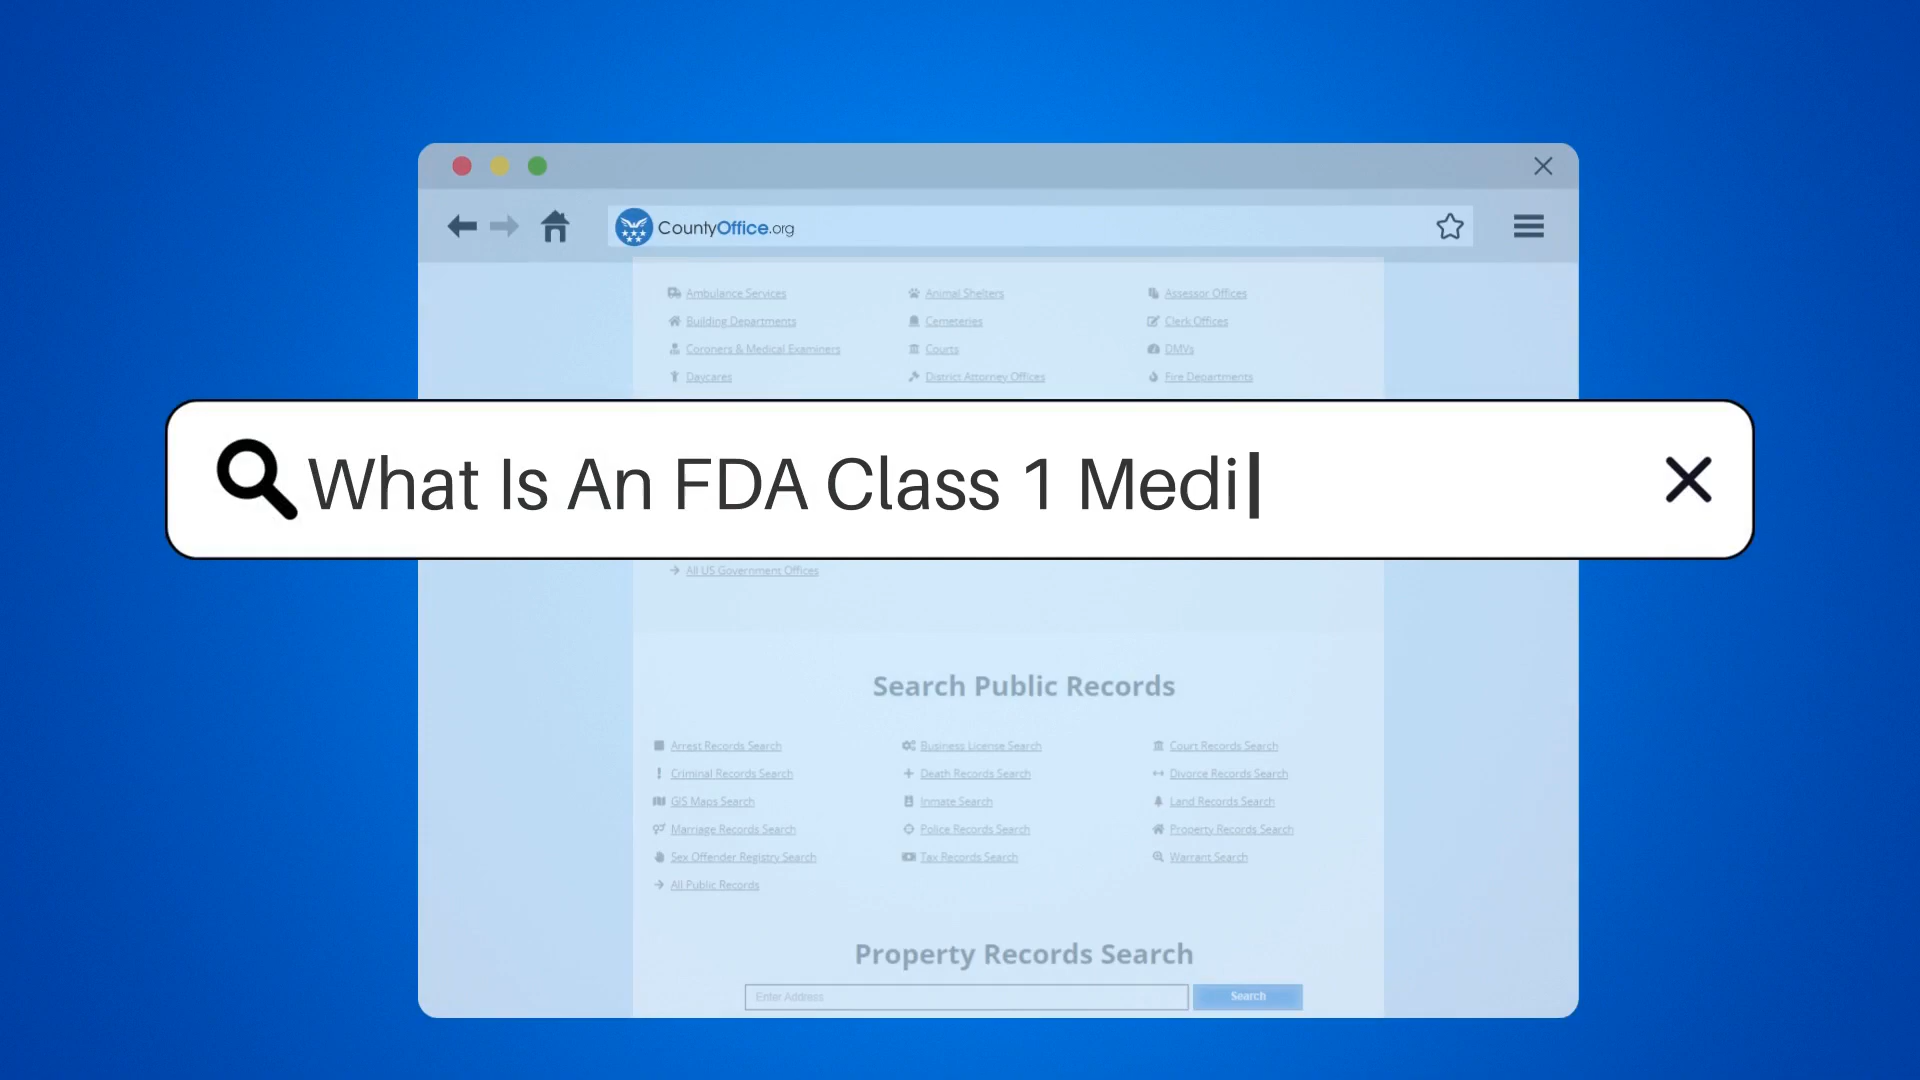 CountyOffice.org
Ambulance Services Animal Shelters Assessor Offices
Building Departments Cemeteries Clerk Offices
Coroners & Medical Examiners Courts DMVs
Daycares District Attorney Offices Fire Departments
What Is An FDA Class 1 Medi
All US Government Offices
Search Public Records
Arrest Records Search Business License Search Court Records Search
Criminal Records Search Death Records Search Divorce Records Search
GIS Maps Search Inmate Search Land Records Search
Marriage Records Search Police Records Search Property Records Search
Sex Offender Registry Search Tax Records Search Warrant Search
All Public Records
Property Records Search
Enter Address Search